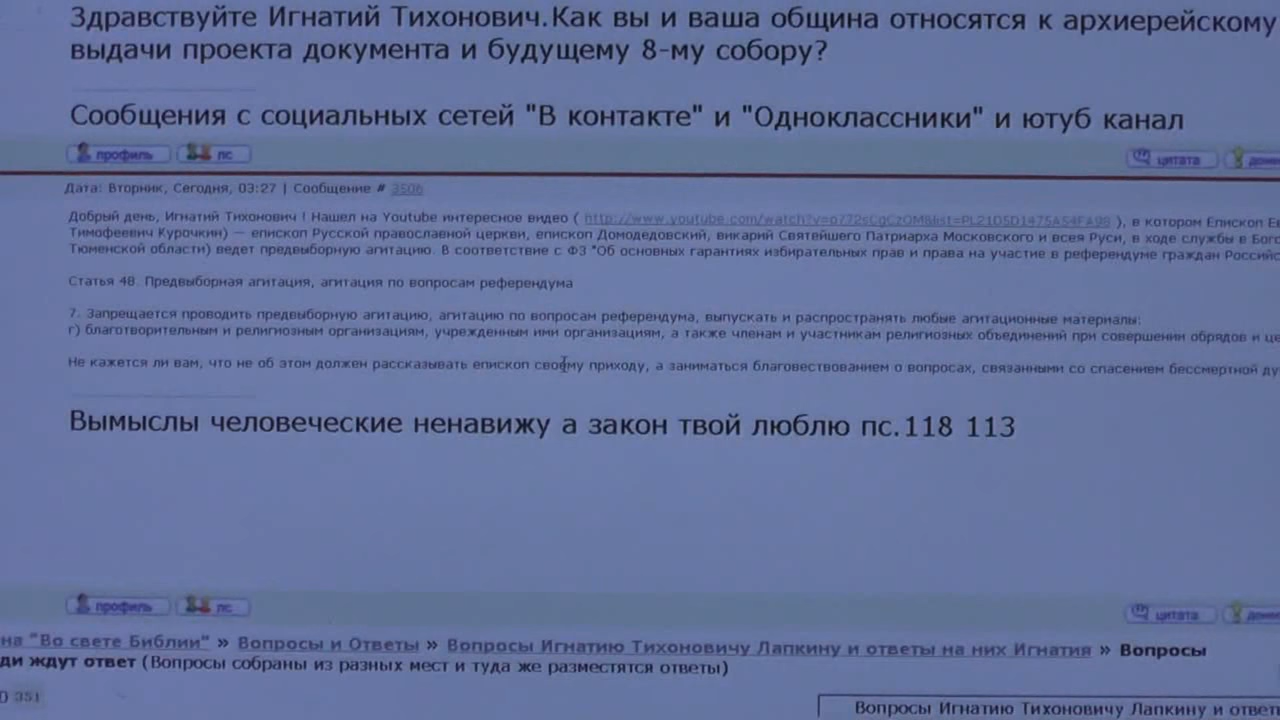 Здравствуйте Игнатий Тихонович.Как вы и ваша община относятся к архиерейскому
выдачи проекта документа и будущему 8-му собору?
Сообщения с социальных сетей "В контакте" и "Одноклассники" и ютуб канал
профиль пс цитата
Дата: Вторник, Сегодня, 03:27 | Сообщение # 3506
Добрый день, Игнатий Тихонович ! Нашел на Youtube интересное видео ( ), в котором Епископ
Тимофеевич Курочкин) — епископ Русской православной церкви, епископ Домодедовский, викарий Святейшего Патриарха Московского и всея Руси, в ходе службы в
Тюменской области) ведет предвыборную агитацию. В соответствие с ФЗ "Об основных гарантиях избирательных прав и права на участие в референдуме граждан
Статья 48. Предвыборная агитация, агитация по вопросам референдума
7. Запрещается проводить предвыборную агитацию, агитацию по вопросам референдума, выпускать и распространять любые агитационные материалы:
г) благотворительным и религиозным организациям, учрежденным ими организациям, а также членам и участникам религиозных объединений при совершении обрядов и
Не кажется ли вам, что не об этом должен рассказывать епископ своему приходу, а заниматься благовествованием о вопросах, связанными со спасением бессмертной
Вымыслы человеческие ненавижу а закон твой люблю пс.118 113
профиль пс цитата
на "Во свете Библии" » Вопросы и Ответы » Вопросы Игнатию Тихоновичу Лапкину и ответы на них Игнатия » Вопросы
ди ждут ответ (Вопросы собраны из разных мест и туда же разместятся ответы)
351
Вопросы Игнатию Тихоновичу Лапкину и ответ